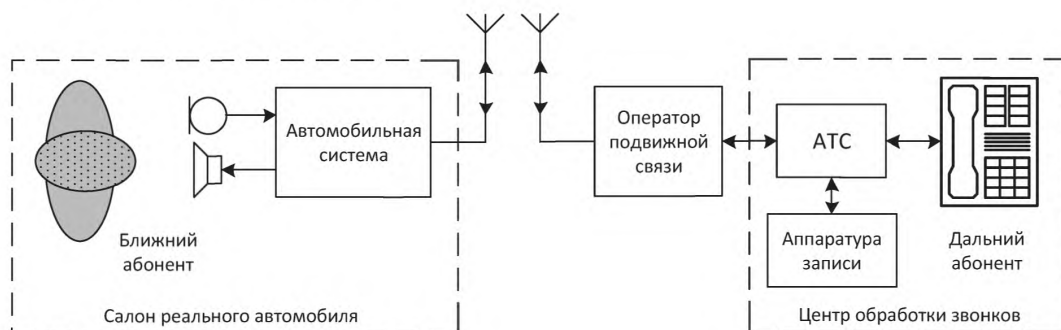 Автомобильная
система
Ближний
абонент
Салон реального автомобиля
Оператор
подвижной
связи
АТС
Аппаратура
записи
Дальний
абонент
Центр обработки звонков